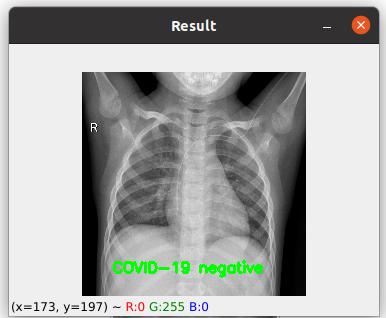 Result
R
COVID-19 negative
(x=173, y=197) ~ R:0 G:255 B:0